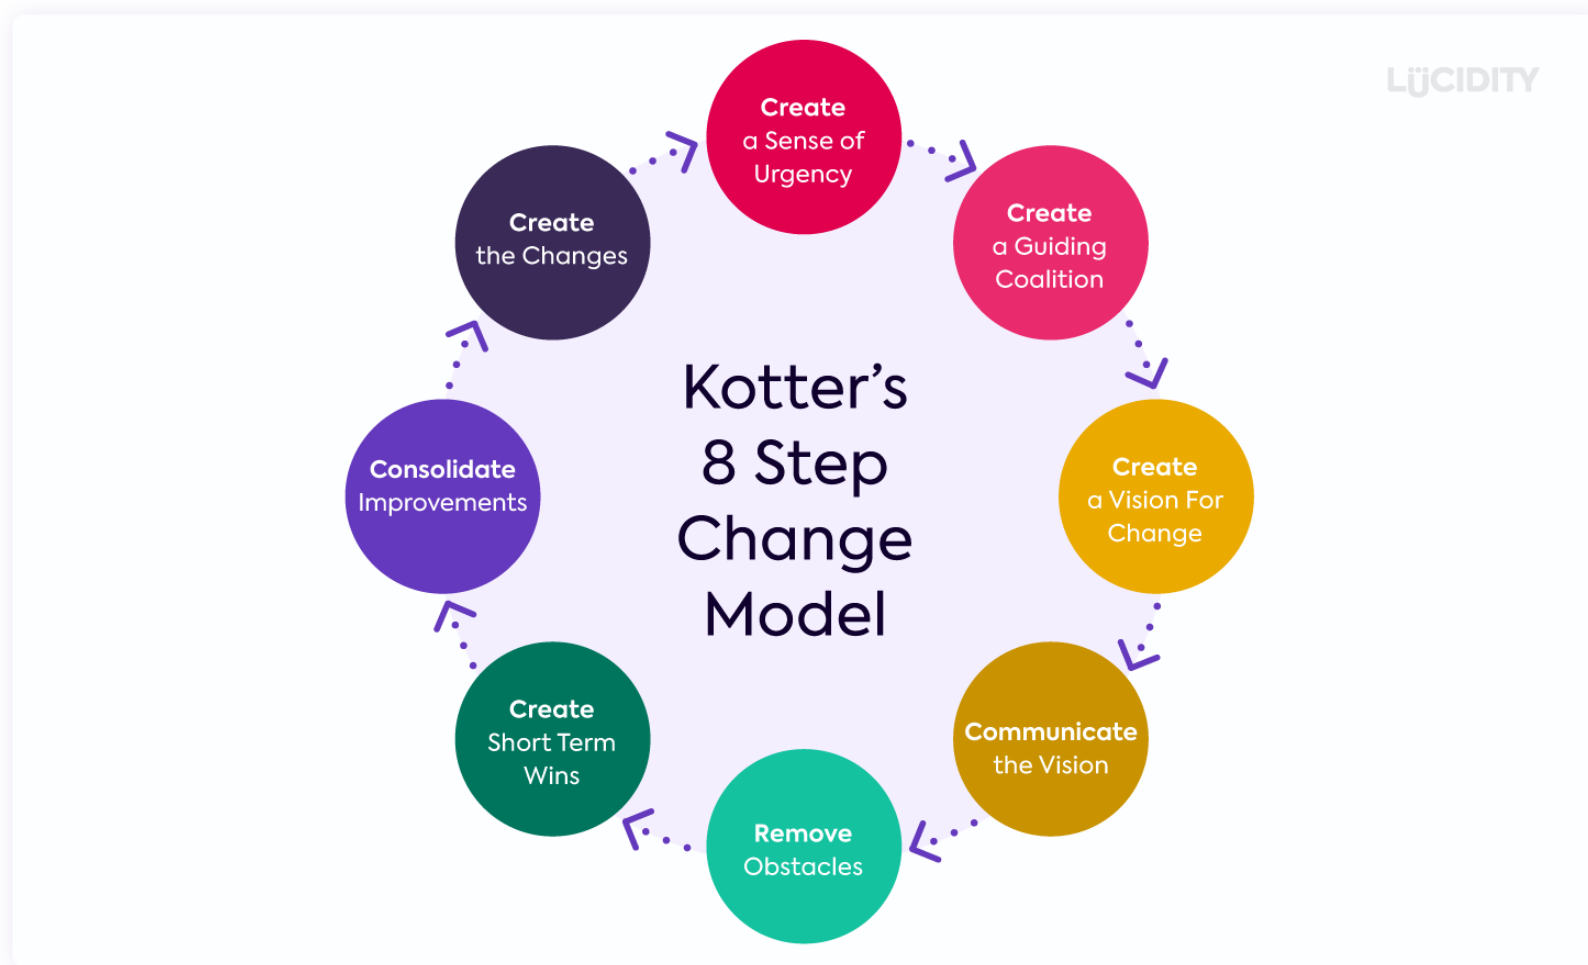 LÜCIDITY
Create
a Sense of
Urgency
Create
a Guiding
Coalition
Create
a Vision For
Change
Communicate
the Vision
Remove
Obstacles
Create
Short Term
Wins
Consolidate
Improvements
Create
the Changes
Kotter’s
8 Step
Change
Model